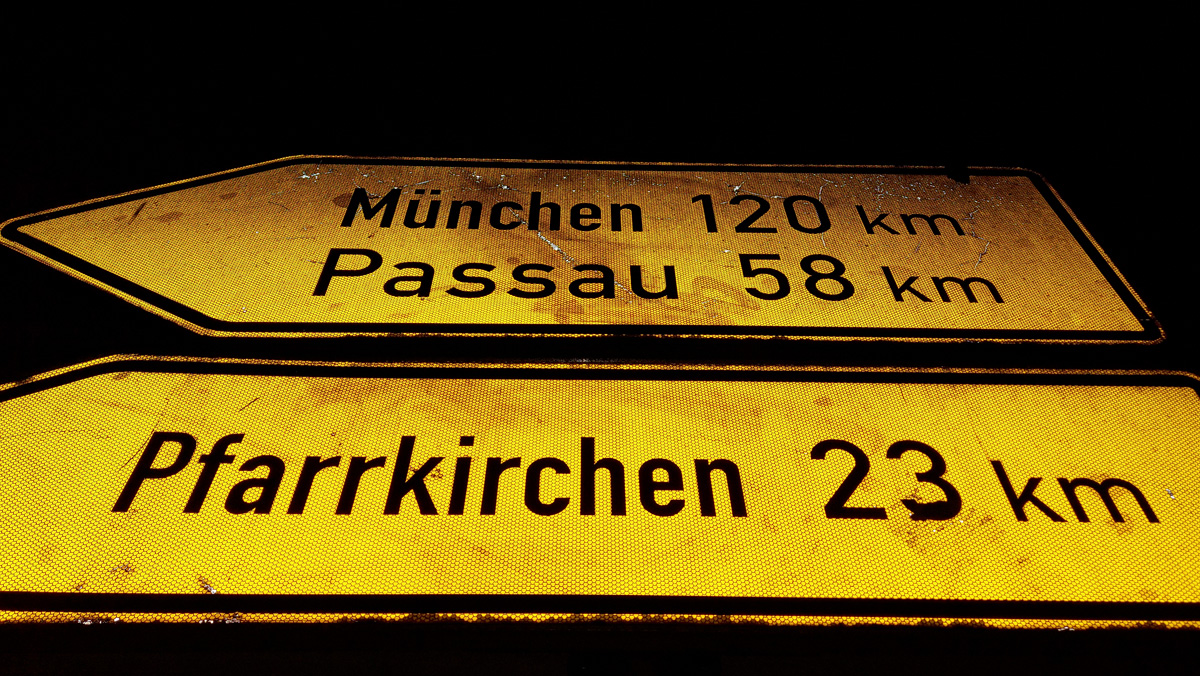 München 120 km
Passau 58 km
Pfarrkirchen 23 km